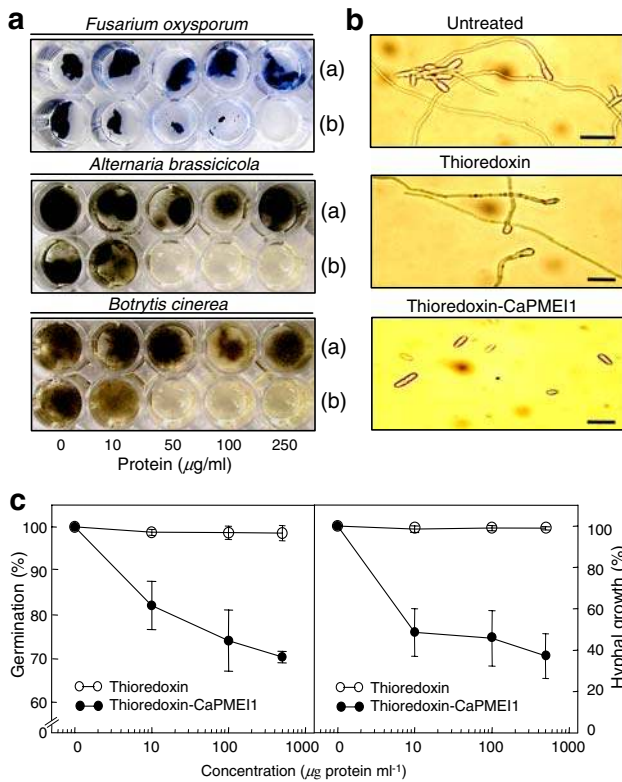 a
Fusarium oxysporum
(a)
(b)
Alternaria brassicicola
(a)
(b)
Botrytis cinerea
(a)
(b)
0 10 50 100 250
Protein (μg/ml)
b
Untreated
Thioredoxin
Thioredoxin-CaPMEI1
c
Germination (%)
100
90
80
70
60
0
Thioredoxin
Thioredoxin-CaPMEI1
0 10 100 1000
Thioredoxin
Thioredoxin-CaPMEI1
0 10 100 1000
100
80
60
40
20
0
Hyphal growth (%)
Concentration (μg protein ml⁻¹)